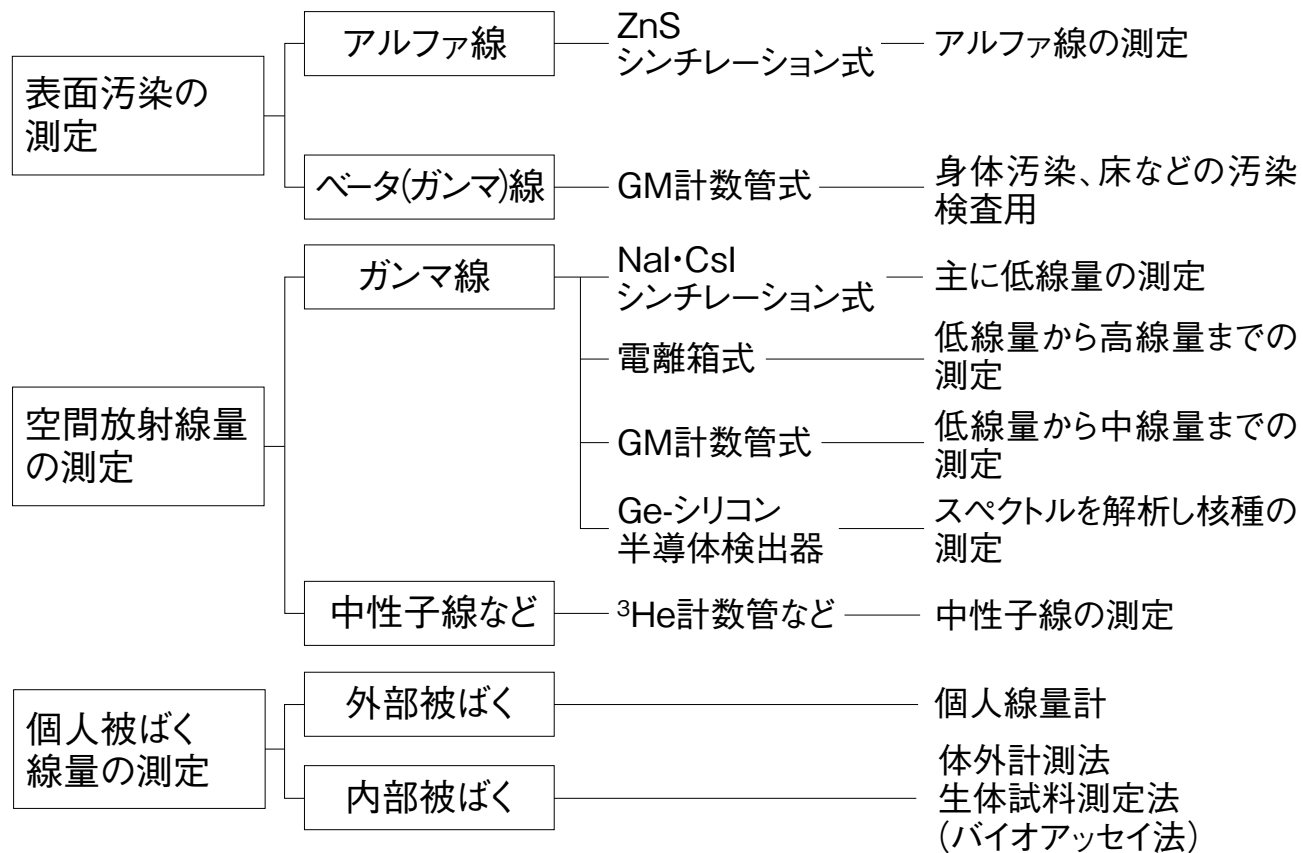 表面汚染の
測定
アルファ線
ZnS
シンチレーション式
アルファ線の測定
ベータ(ガンマ)線
GM計数管式
身体汚染、床などの汚染
検査用
空間放射線量
の測定
ガンマ線
NaI・CsI
シンチレーション式
主に低線量の測定
電離箱式
低線量から高線量までの
測定
GM計数管式
低線量から中線量までの
測定
Ge-シリコン
半導体検出器
スペクトルを解析し核種の
測定
中性子線など
³He計数管など
中性子線の測定
個人被ばく
線量の測定
外部被ばく
個人線量計
内部被ばく
体外計測法
生体試料測定法
(バイオアッセイ法)